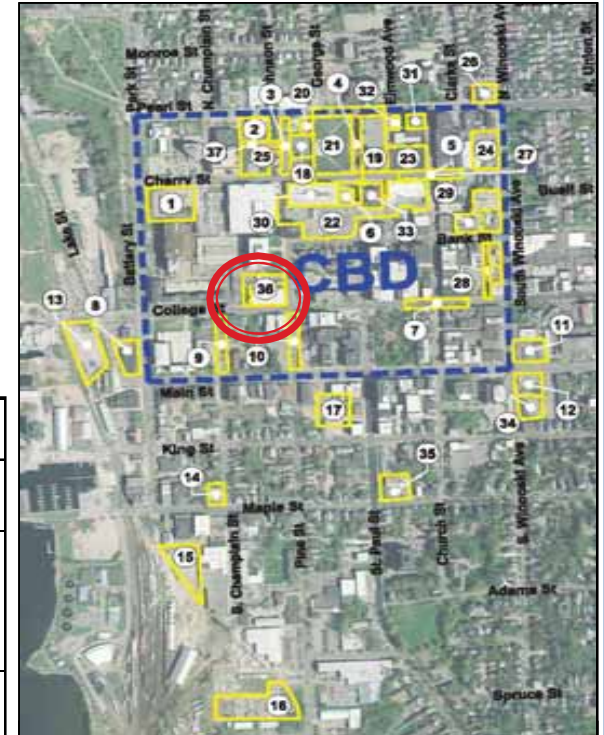 Monroe St
Park St
N. Champlain St
Johnson St
George St
Elmwood Ave
Clarke St
N. Winooski Ave
N. Union St
Pearl St
20
4
32
31
26
3
2
37
25
21
19
23
5
24
27
18
Cherry St
1
30
22
6
33
29
Buell St
Bank St
Lake St
Battery St
South Winooski Ave
CBD
36
28
13
8
College St
7
9
10
11
Main St
17
34
12
King St
14
35
Maple St
S. Champlain St
Pine St
St. Paul St
Church St
S. Winooski Ave
15
Adams St
16
Spruce St